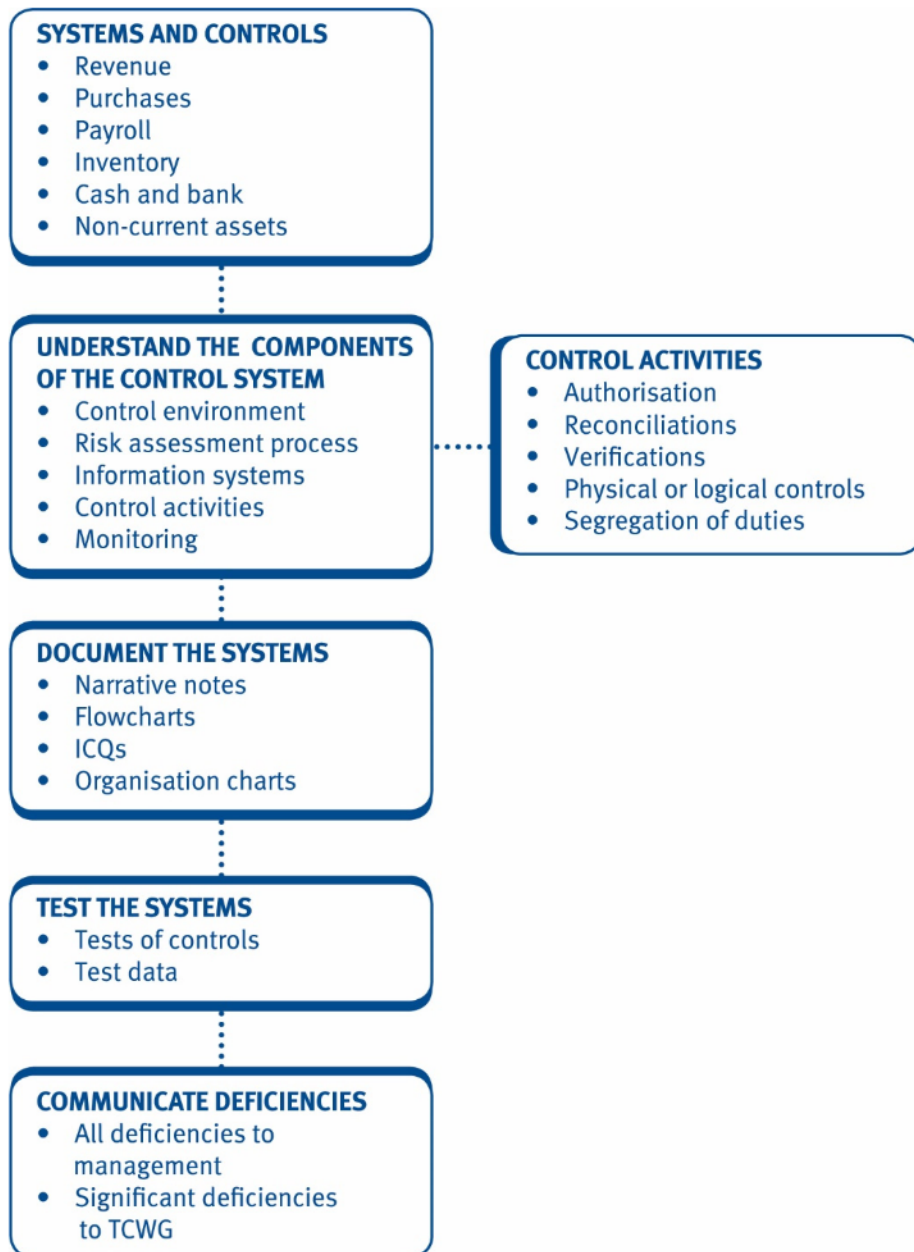 SYSTEMS AND CONTROLS
• Revenue
• Purchases
• Payroll
• Inventory
• Cash and bank
• Non-current assets
UNDERSTAND THE COMPONENTS
OF THE CONTROL SYSTEM
• Control environment
• Risk assessment process
• Information systems
• Control activities
• Monitoring
CONTROL ACTIVITIES
• Authorisation
• Reconciliations
• Verifications
• Physical or logical controls
• Segregation of duties
DOCUMENT THE SYSTEMS
• Narrative notes
• Flowcharts
• ICQs
• Organisation charts
TEST THE SYSTEMS
• Tests of controls
• Test data
COMMUNICATE DEFICIENCIES
• All deficiencies to
management
• Significant deficiencies
to TCWG